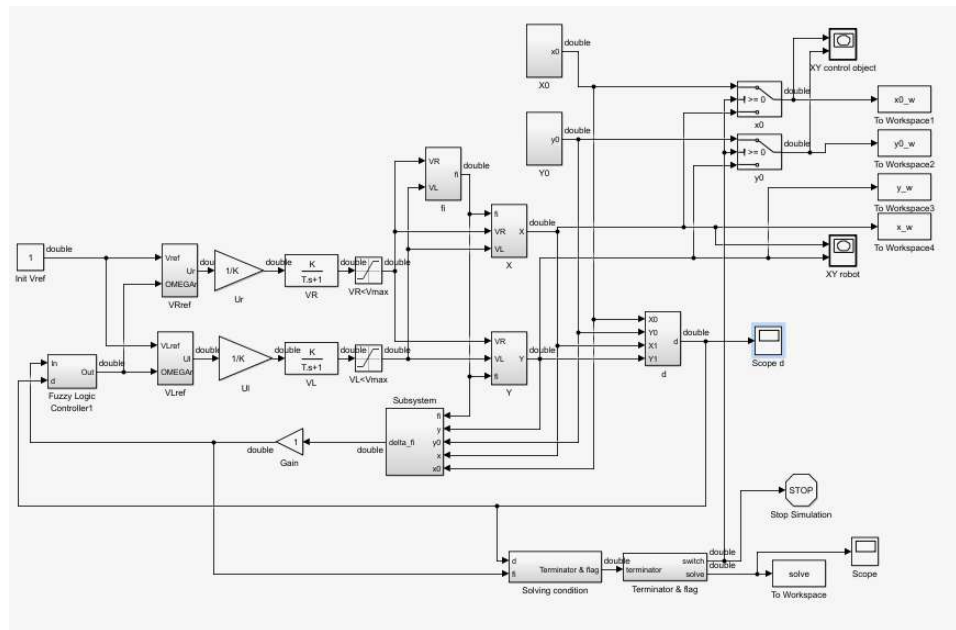 x0
double
X0
XY control object
double
>= 0
x0
x0_w
To Workspace1
y0
double
Y0
double
>= 0
y0
y0_w
To Workspace2
VR
VL
fi
double
fi
y_w
To Workspace3
fi
VR
VL
X
double
X
x_w
To Workspace4
XY robot
1
double
Init Vref
Vref
OMEGAr
Ur
VRref
dou
1/K
Ur
double
K
T.s+1
VR
double
VR<Vmax
double
VLref
OMEGAr
Ul
VLref
double
1/K
Ul
double
K
T.s+1
VL
double
VL<Vmax
double
VR
VL
fi
Y
double
Y
X0
Y0
X1
Y1
d
double
d
Scope d
In
d
Out
double
Fuzzy Logic
Controller1
Subsystem
fi
y
y0
x
x0
delta_fi
double
1
Gain
double
STOP
Stop Simulation
d
fi
Terminator & flag
double
Solving condition
terminator
switch
solve
double
double
Terminator & flag
solve
To Workspace
Scope